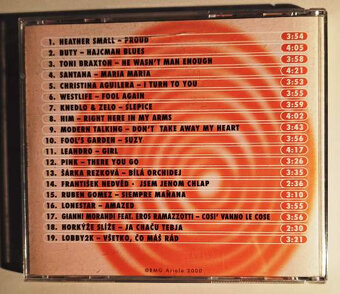 1. HEATHER SMALL – PROUD 3:54
2. BUTY – HAJCMAN BLUES 4:05
3. TONI BRAXTON – HE WASN'T MAN ENOUGH 3:58
4. SANTANA – MARIA MARIA 4:21
5. CHRISTINA AGUILERA – I TURN TO YOU 3:53
6. WESTLIFE – FOOL AGAIN 3:55
7. KNEDLO & ZELO – SLEPICE 3:59
8. HIM – RIGHT HERE IN MY ARMS 4:02
9. MODERN TALKING – DON'T TAKE AWAY MY HEART 3:43
10. FOOL'S GARDEN – SUZY 3:56
11. LEANDRO – GIRL 4:17
12. PINK – THERE YOU GO 3:26
13. ŠÁRKA REZKOVÁ – BÍLÁ ORCHIDEJ 3:35
14. FRANTIŠEK NEDVĚD - JSEM JENOM CHLAP 2:36
15. RUBEN GOMEZ – SIEMPRE MAÑANA 3:10
16. LONESTAR – AMAZED 3:55
17. GIANNI MORANDI FEAT. EROS RAMAZZOTTI – COSI' VANNO LE COSE 3:56
18. HORKÝŽE SLÍŽE – JA CHAČU TEBJA 2:30
19. LOBBY2K – VŠETKO, ČO MÁŠ RÁD 3:21
©BMG Ariola 2000